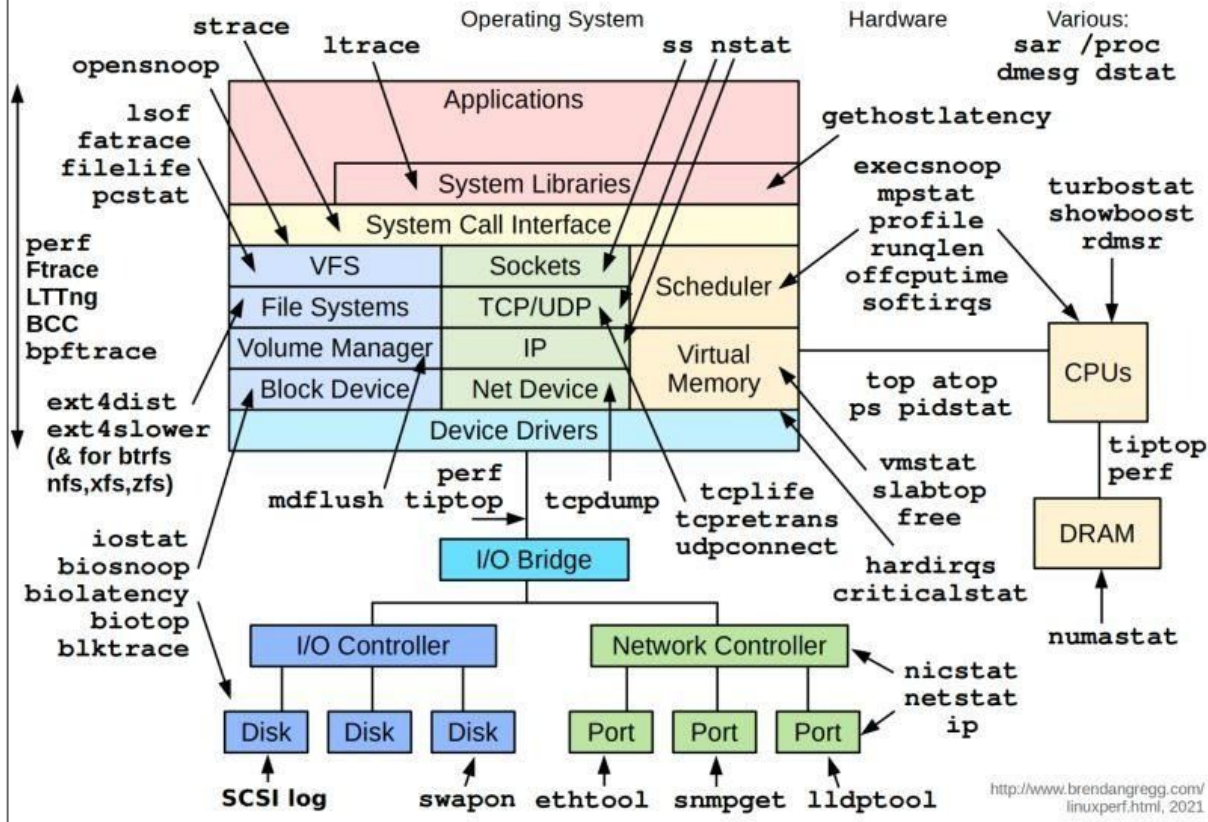 Operating System
Hardware
Various:
sar /proc
dmesg dstat
strace
ltrace
ss nstat
opensnoop
lsof
fatrace
filelife
pcstat
perf
Ftrace
LTTng
BCC
bpftrace
ext4dist
ext4slower
(& for btrfs
nfs,xfs,zfs)
iostat
biosnoop
biolatency
biotop
blktrace
Applications
System Libraries
System Call Interface
VFS
Sockets
Scheduler
File Systems
TCP/UDP
Volume Manager
IP
Virtual
Memory
Block Device
Net Device
Device Drivers
gethostlatency
execsnoop
mpstat
profile
runqlen
offcputime
softirqs
turbostat
showboost
rdmsr
CPUs
top atop
ps pidstat
tiptop
perf
DRAM
numastat
vmstat
slabtop
free
hardirqs
criticalstat
mdflush
perf
tiptop
tcpdump
tcplife
tcpretrans
udpconnect
I/O Bridge
I/O Controller
Network Controller
nicstat
netstat
ip
Disk
Disk
Disk
Port
Port
Port
SCSI log
swapon
ethtool
snmpget
lldptool
http://www.brendangregg.com/
linuxperf.html, 2021